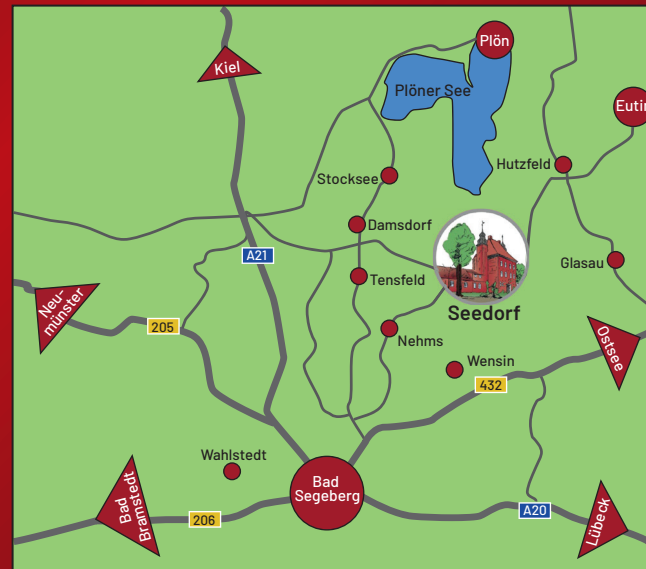 Plön
Kiel
Plöner See
Eutin
Hutzfeld
Stocksee
Damsdorf
A21
Glasau
Tensfeld
Neu-
münster
Seedorf
205
Nehms
Ostsee
Wensin
432
Wahlstedt
Bad
Segeberg
Bad
Bramstedt
206
A20
Lübeck